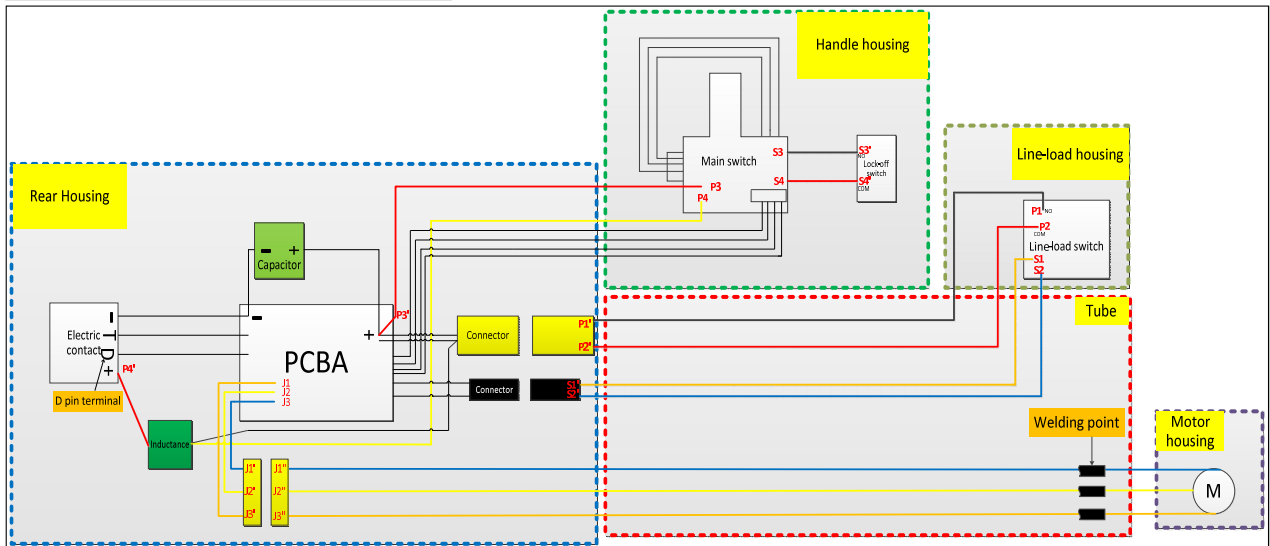 Handle housing
Line-load housing
Rear Housing
Main switch
S3
S3"
NO
Lock-off
switch
S4
S4"
COM
P3
P4
P1
NO
P2
COM
Line-load switch
S1
S2
-
+
Capacitor
Tube
Electric
contact
-
T
D
+
P4'
D pin terminal
-
P3'
+
PCBA
J1
J2
J3
Connector
P1'
P2'
Connector
S1'
S2'
Inductance
Welding point
Motor
housing
J1'
J1"
J2'
J2"
J3'
J3"
M